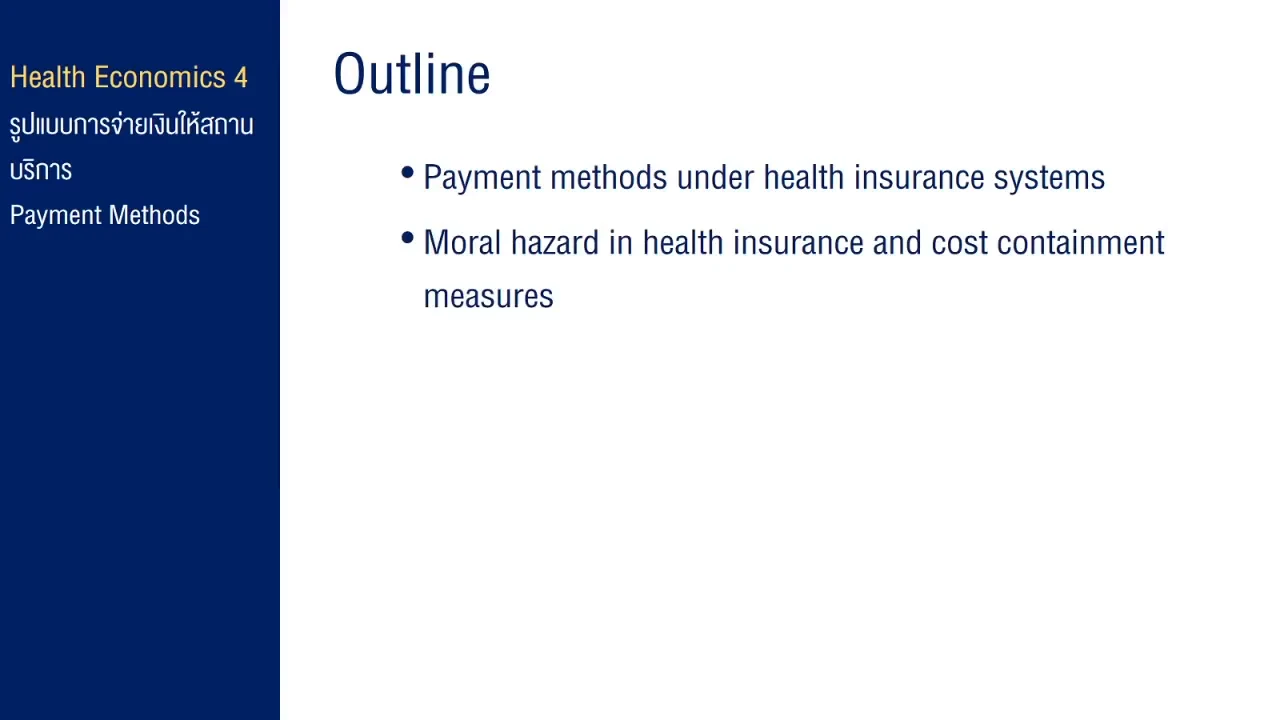 Health Economics 4
รูปแบบการจ่ายเงินให้สถาน
บริการ
Payment Methods
Outline
• Payment methods under health insurance systems
• Moral hazard in health insurance and cost containment
measures